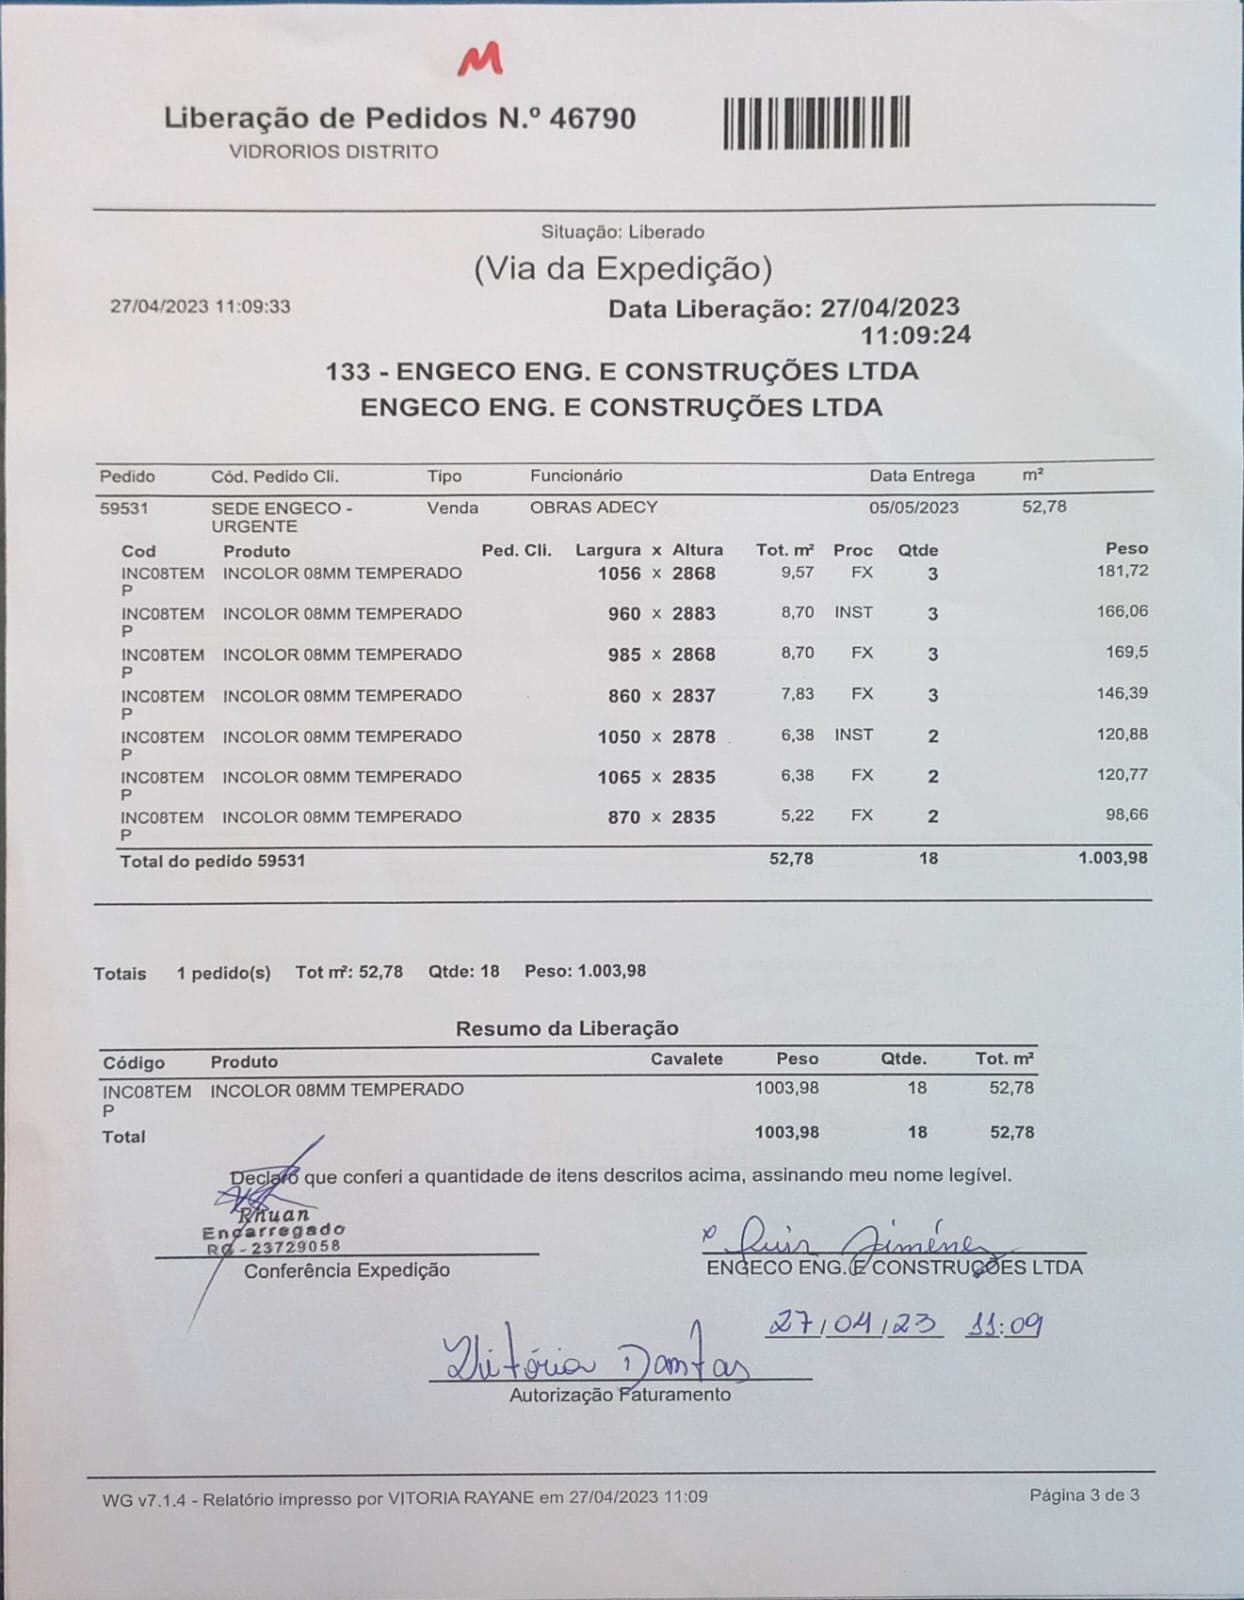 M
Liberação de Pedidos N.º 46790
VIDRORIOS DISTRITO
Situação: Liberado
(Via da Expedição)
27/04/2023 11:09:33 Data Liberação: 27/04/2023
11:09:24
133 - ENGECO ENG. E CONSTRUÇÕES LTDA
ENGECO ENG. E CONSTRUÇÕES LTDA
Pedido Cód. Pedido Cli. Tipo Funcionário Data Entrega m²
59531 SEDE ENGECO - Venda OBRAS ADECY 05/05/2023 52,78
URGENTE
Cod Produto Ped. Cli. Largura x Altura Tot. m² Proc Qtde Peso
INC08TEM INCOLOR 08MM TEMPERADO 1056 x 2868 9,57 FX 3 181,72
P
INC08TEM INCOLOR 08MM TEMPERADO 960 x 2883 8,70 INST 3 166,06
P
INC08TEM INCOLOR 08MM TEMPERADO 985 x 2868 8,70 FX 3 169,5
P
INC08TEM INCOLOR 08MM TEMPERADO 860 x 2837 7,83 FX 3 146,39
P
INC08TEM INCOLOR 08MM TEMPERADO 1050 x 2878 6,38 INST 2 120,88
P
INC08TEM INCOLOR 08MM TEMPERADO 1065 x 2835 6,38 FX 2 120,77
P
INC08TEM INCOLOR 08MM TEMPERADO 870 x 2835 5,22 FX 2 98,66
P
Total do pedido 59531 52,78 18 1.003,98
Totais 1 pedido(s) Tot m²: 52,78 Qtde: 18 Peso: 1.003,98
Resumo da Liberação
Código Produto Cavalete Peso Qtde. Tot. m²
INC08TEM INCOLOR 08MM TEMPERADO 1003,98 18 52,78
P
Total 1003,98 18 52,78
Declaro que conferi a quantidade de itens descritos acima, assinando meu nome legível.
Rhuan
Encarregado
RG - 23729058
Conferência Expedição
x Luis Jiménez
ENGECO ENG. E CONSTRUÇÕES LTDA
27/04/23 11:09
Vitória Dantas
Autorização Faturamento
WG v7.1.4 - Relatório impresso por VITORIA RAYANE em 27/04/2023 11:09 Página 3 de 3